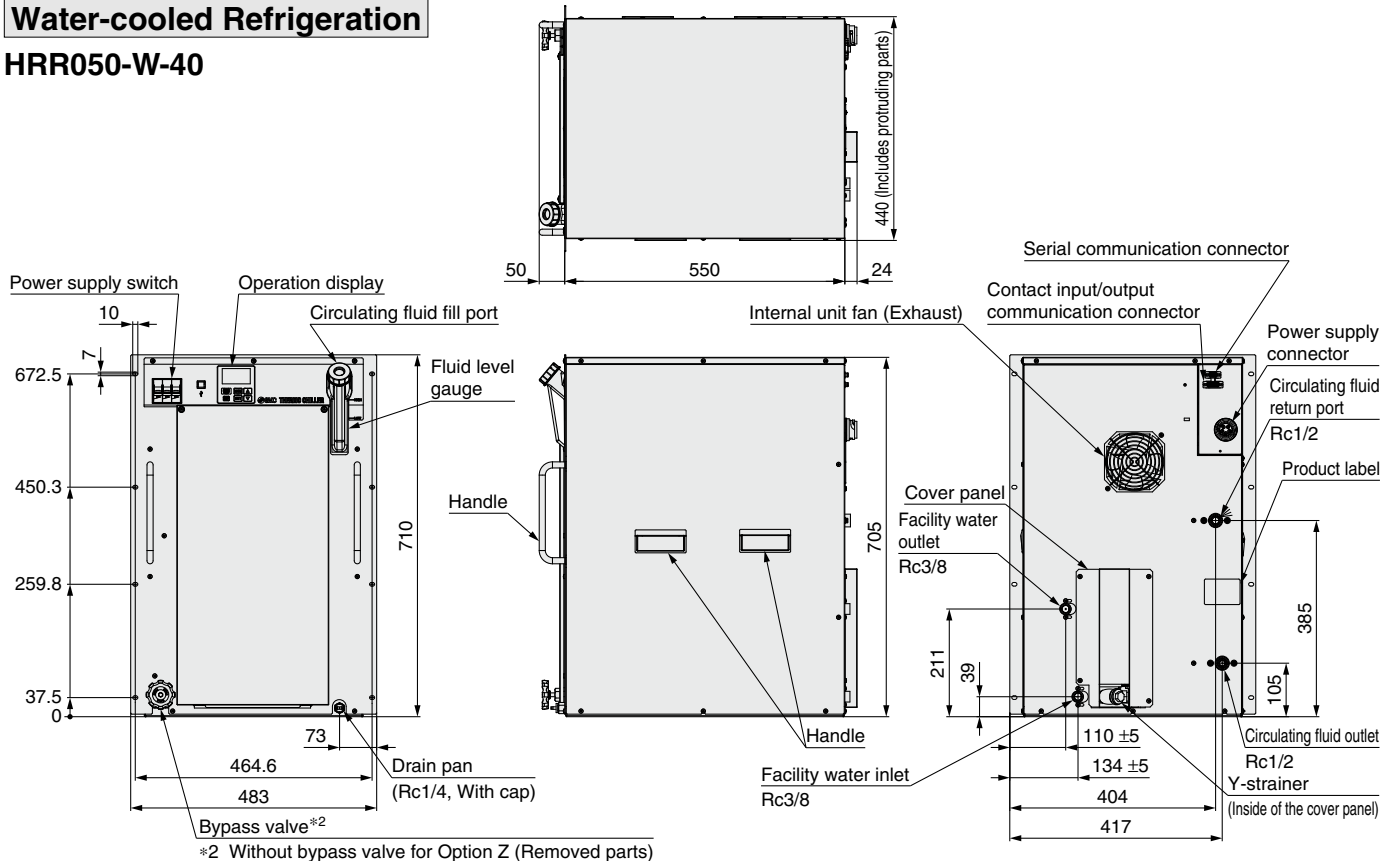 Water-cooled Refrigeration
HRR050-W-40
440 (Includes protruding parts)
50
550
24
Power supply switch
Operation display
Circulating fluid fill port
Fluid level
gauge
10
7
672.5
450.3
259.8
37.5
0
710
73
464.6
483
Drain pan
(Rc1/4, With cap)
Bypass valve*2
*2 Without bypass valve for Option Z (Removed parts)
Handle
705
Handle
Serial communication connector
Contact input/output
communication connector
Internal unit fan (Exhaust)
Power supply
connector
Circulating fluid
return port
Rc1/2
Product label
Cover panel
Facility water
outlet
Rc3/8
211
39
385
105
110 ±5
134 ±5
404
417
Facility water inlet
Rc3/8
Circulating fluid outlet
Rc1/2
Y-strainer
(Inside of the cover panel)
SMC THERMO CHILLER